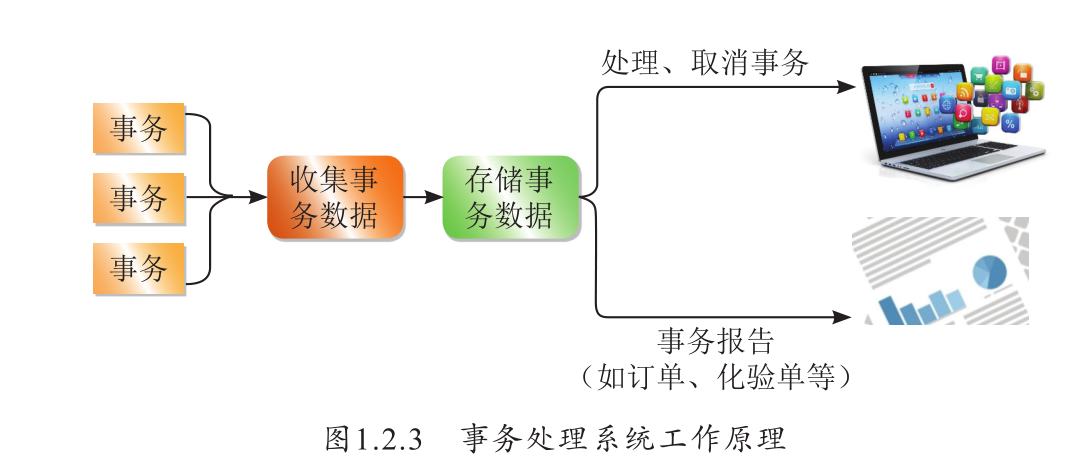 处理、取消事务
事务
事务
事务
收集事
务数据
存储事
务数据
事务报告
（如订单、化验单等）
图1.2.3　事务处理系统工作原理